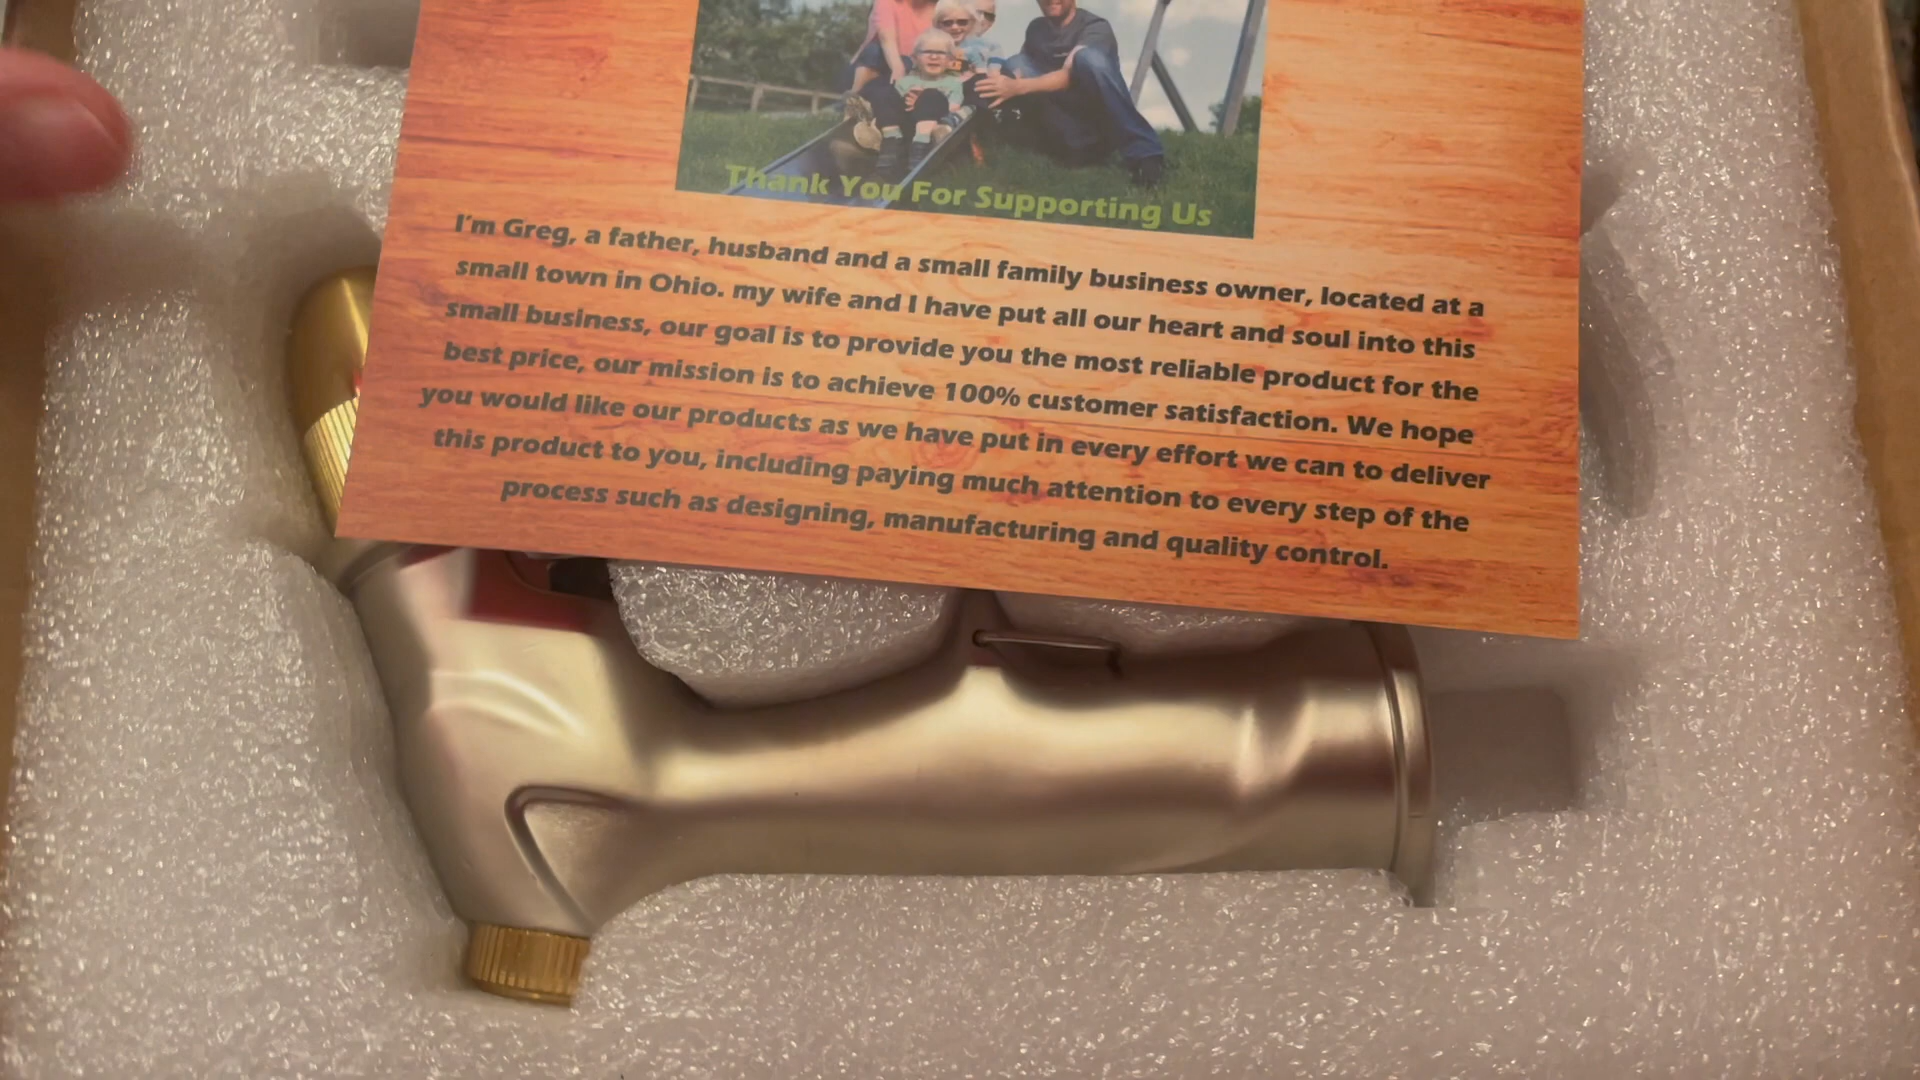 Thank You For Supporting Us
I'm Greg, a father, husband and a small family business owner, located at a
small town in Ohio. my wife and I have put all our heart and soul into this
small business, our goal is to provide you the most reliable product for the
best price, our mission is to achieve 100% customer satisfaction. We hope
you would like our products as we have put in every effort we can to deliver
this product to you, including paying much attention to every step of the
process such as designing, manufacturing and quality control.